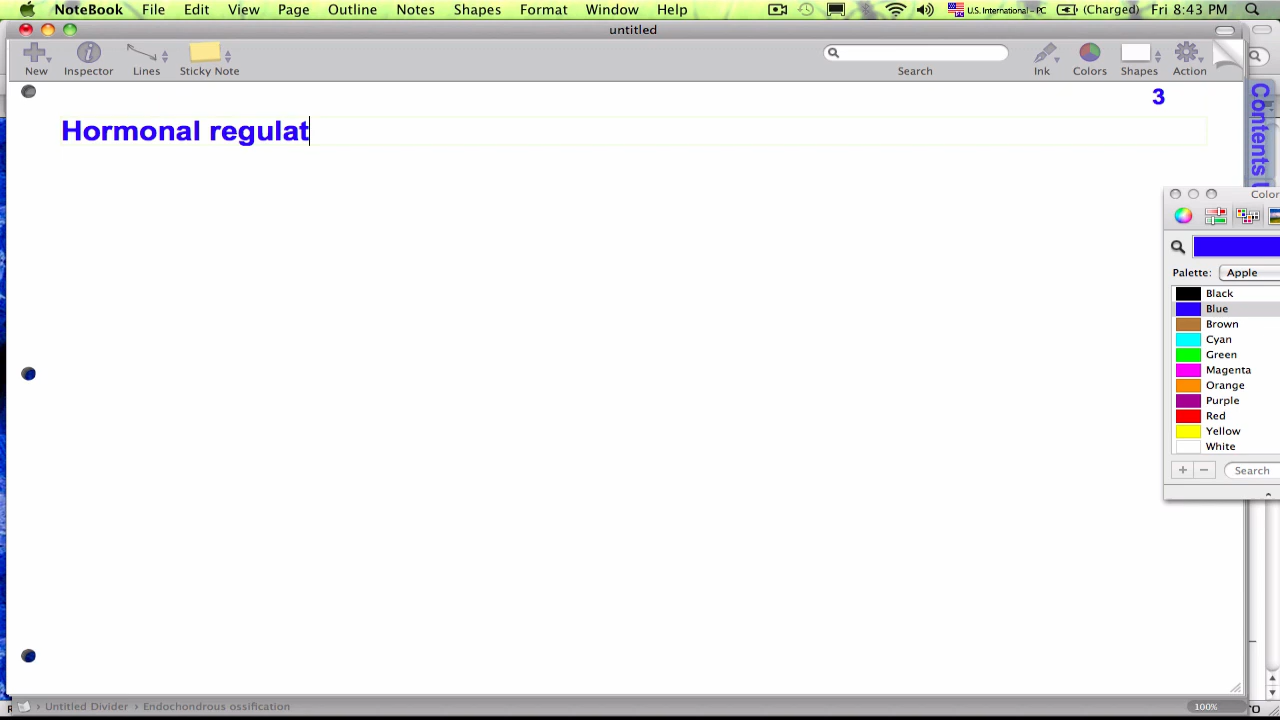 NoteBook File Edit View Page Outline Notes Shapes Format Window Help U.S. International - PC (Charged) Fri 8:43 PM
untitled
New Inspector Lines Sticky Note Search Ink Colors Shapes Action
3
Hormonal regulat
Contents
Color
Palette: Apple
Black
Blue
Brown
Cyan
Green
Magenta
Orange
Purple
Red
Yellow
White
Search
Untitled Divider › Endochondrous ossification
100%